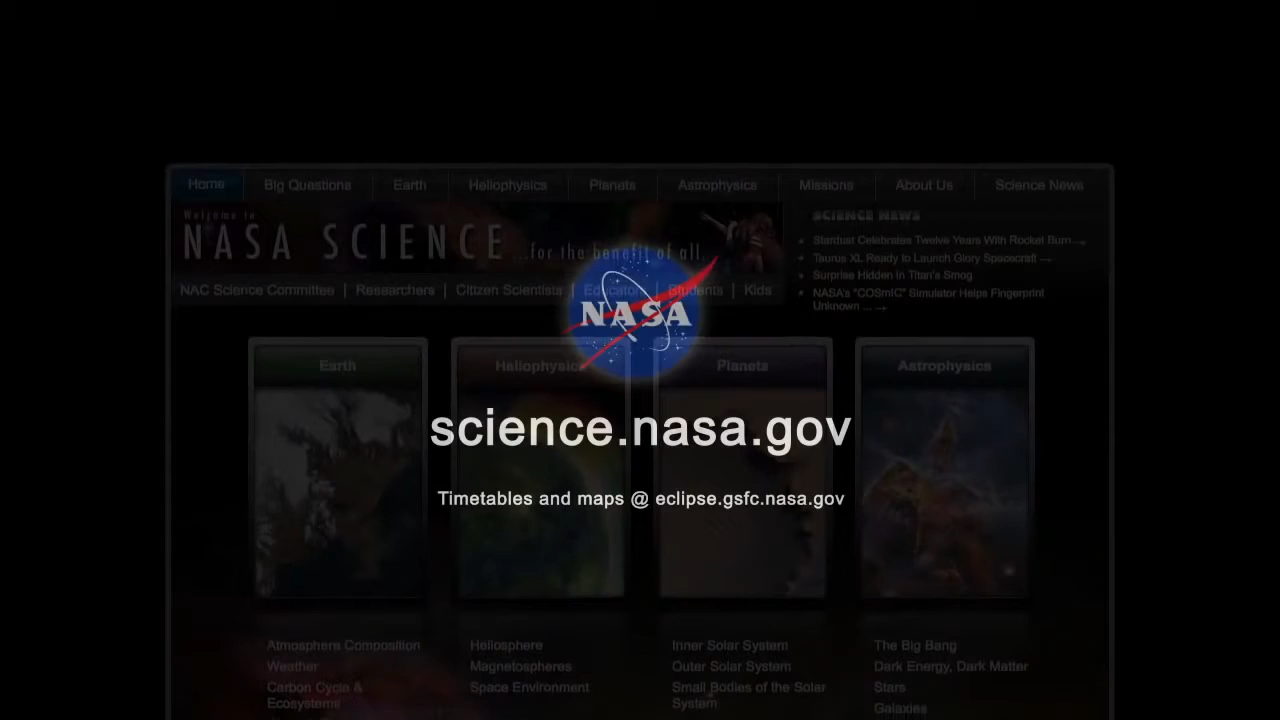 Home Big Questions Earth Heliophysics Planets Astrophysics Missions About Us Science News
Welcome to
NASA SCIENCE ...for the benefit of all.
NAC Science Committee | Researchers | Citizen Scientists | Educators | Students | Kids
SCIENCE NEWS
Stardust Celebrates Twelve Years With Rocket Burn →
Taurus XL Ready to Launch Glory Spacecraft →
Surprise Hidden in Titan's Smog
NASA's "COSmIC" Simulator Helps Fingerprint
Unknown ... →
NASA
Earth Heliophysics Planets Astrophysics
science.nasa.gov
Timetables and maps @ eclipse.gsfc.nasa.gov
Atmosphere Composition
Weather
Carbon Cycle &
Ecosystems
Heliosphere
Magnetospheres
Space Environment
Inner Solar System
Outer Solar System
Small Bodies of the Solar
System
The Big Bang
Dark Energy, Dark Matter
Stars
Galaxies